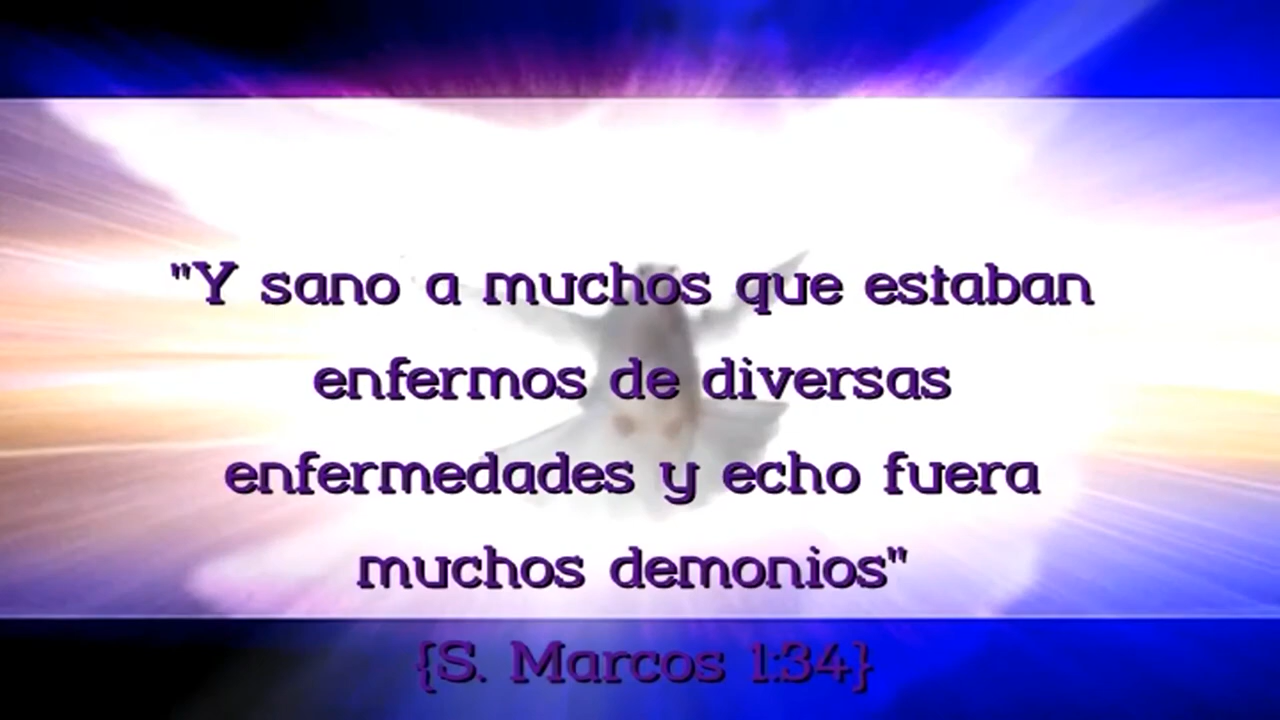 "Y sano a muchos que estaban
enfermos de diversas
enfermedades y echo fuera
muchos demonios"
{S. Marcos 1:34}